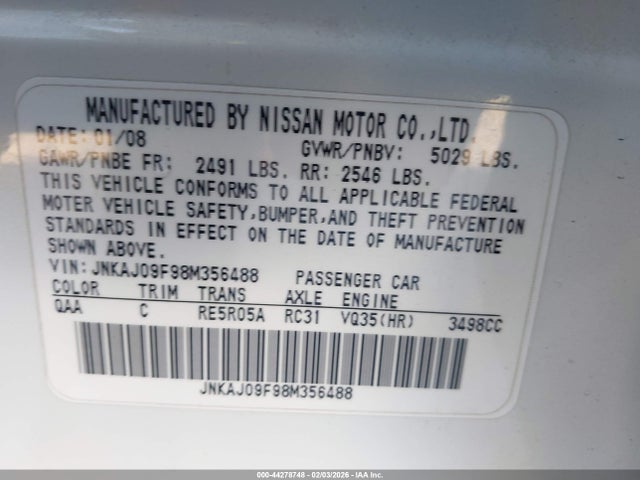 MANUFACTURED BY NISSAN MOTOR CO.,LTD.
DATE: 01/08 GVWR/PNBV: 5029 LBS.
GAWR/PNBE FR: 2491 LBS. RR: 2546 LBS.
THIS VEHICLE CONFORMS TO ALL APPLICABLE FEDERAL
MOTER VEHICLE SAFETY,BUMPER,AND THEFT PREVENTION
STANDARDS IN EFFECT ON THE DATE OF MANUFACTURE
SHOWN ABOVE.
VIN: JNKAJ09F98M356488 PASSENGER CAR
COLOR TRIM TRANS AXLE ENGINE
QAA C RE5R05A RC31 VQ35(HR) 3498CC
JNKAJ09F98M356488
000-44278748 - 02/03/2026 - IAA Inc.